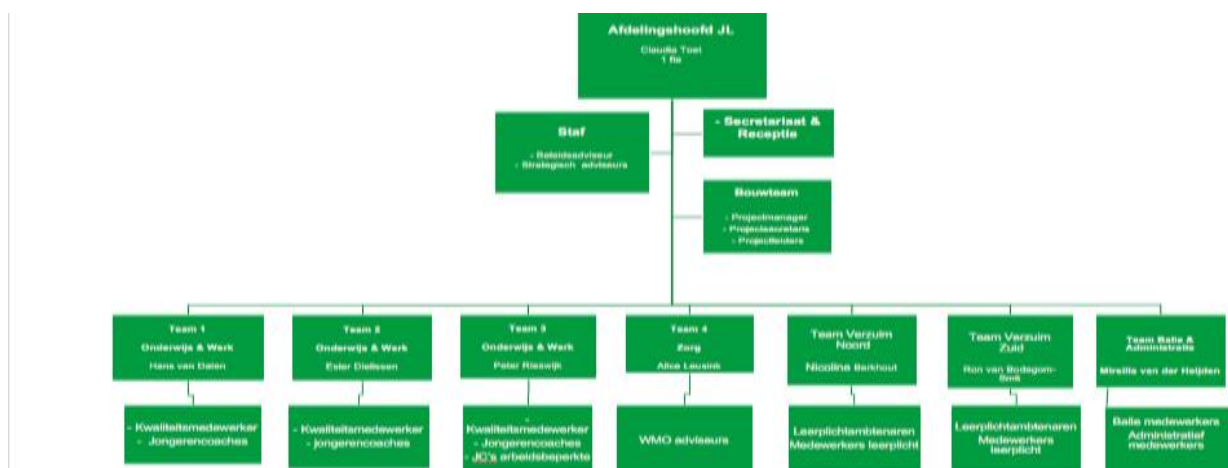 Afdelingshoofd JL
Claudia Toet
1 fte
Staf
- Beleidsadviseur
- Strategisch adviseurs
- Secretariaat &
Receptie
Bouwteam
- Projectmanager
- Projectsecretaris
- Projectleiders
Team 1
Onderwijs & Werk
Hans van Dalen
Team 2
Onderwijs & Werk
Ester Dielissen
Team 3
Onderwijs & Werk
Peter
Team 4
Zorg
Alice Leusink
Team Verzuim
Noord
Nicoline Berkhout
Team Verzuim
Zuid
Ron van Bodegom-
Smit
Team Balie &
Administratie
Mireille van der Heijden
- Kwaliteitsmedewerker
- Jongerencoaches
- Kwaliteitsmedewerker
- jongerencoaches
-
Kwaliteitsmedewerker
- Jongerencoaches
- JC's arbeidsbeperkte
WMO adviseurs
Leerplichtambtenaren
Medewerkers leerplicht
Leerplichtambtenaren
Medewerkers
leerplicht
Balie medewerkers
Administratief
medewerkers